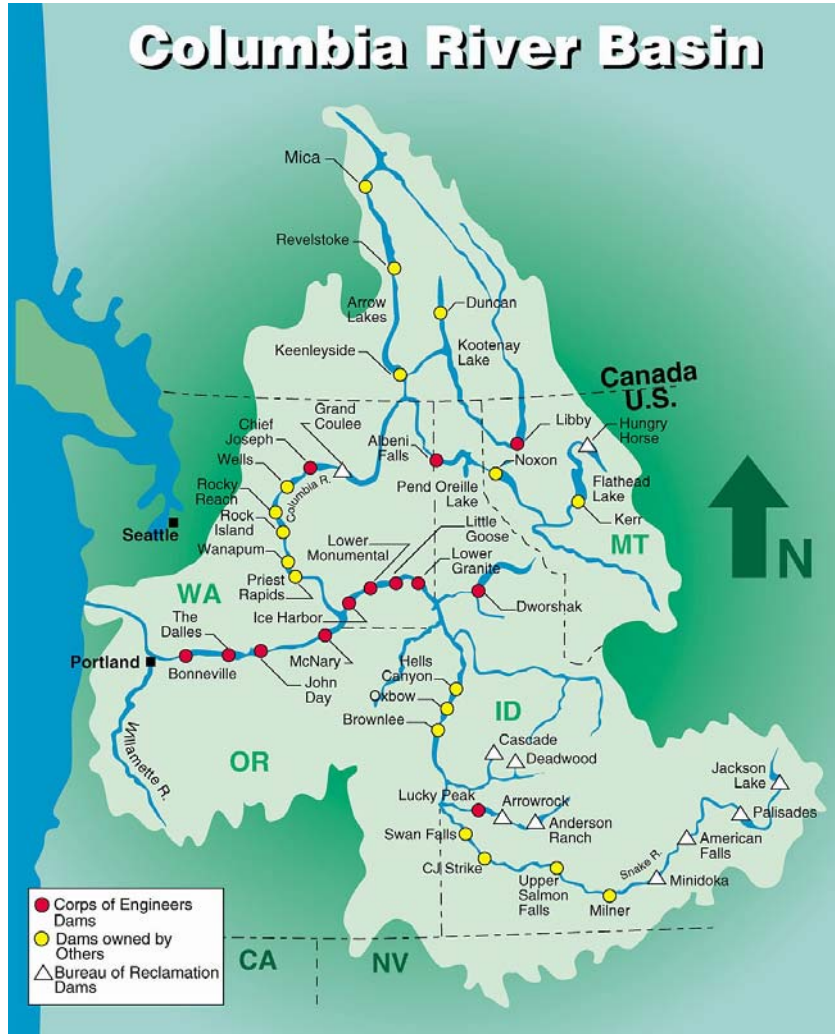 Columbia River Basin
Mica
Revelstoke
Arrow
Lakes
Duncan
Kootenay
Lake
Keenleyside
Canada
U.S.
Grand
Coulee
Chief
Joseph
Albeni
Falls
Libby
Hungry
Horse
Wells
Noxon
Columbia R.
Pend Oreille
Lake
Flathead
Lake
Rocky
Reach
Rock
Island
Kerr
Seattle
Little
Goose
Lower
Monumental
Wanapum
Lower
Granite
MT
N
WA
Priest
Rapids
Ice Harbor
Dworshak
The
Dalles
Portland
Bonneville
McNary
John
Day
Hells
Canyon
Oxbow
Brownlee
ID
Willamette R.
OR
Cascade
Deadwood
Jackson
Lake
Lucky Peak
Arrowrock
Palisades
Swan Falls
Anderson
Ranch
American
Falls
CJ Strike
Snake R.
Upper
Salmon
Falls
Minidoka
Milner
Corps of Engineers
Dams
Dams owned by
Others
Bureau of Reclamation
Dams
CA
NV